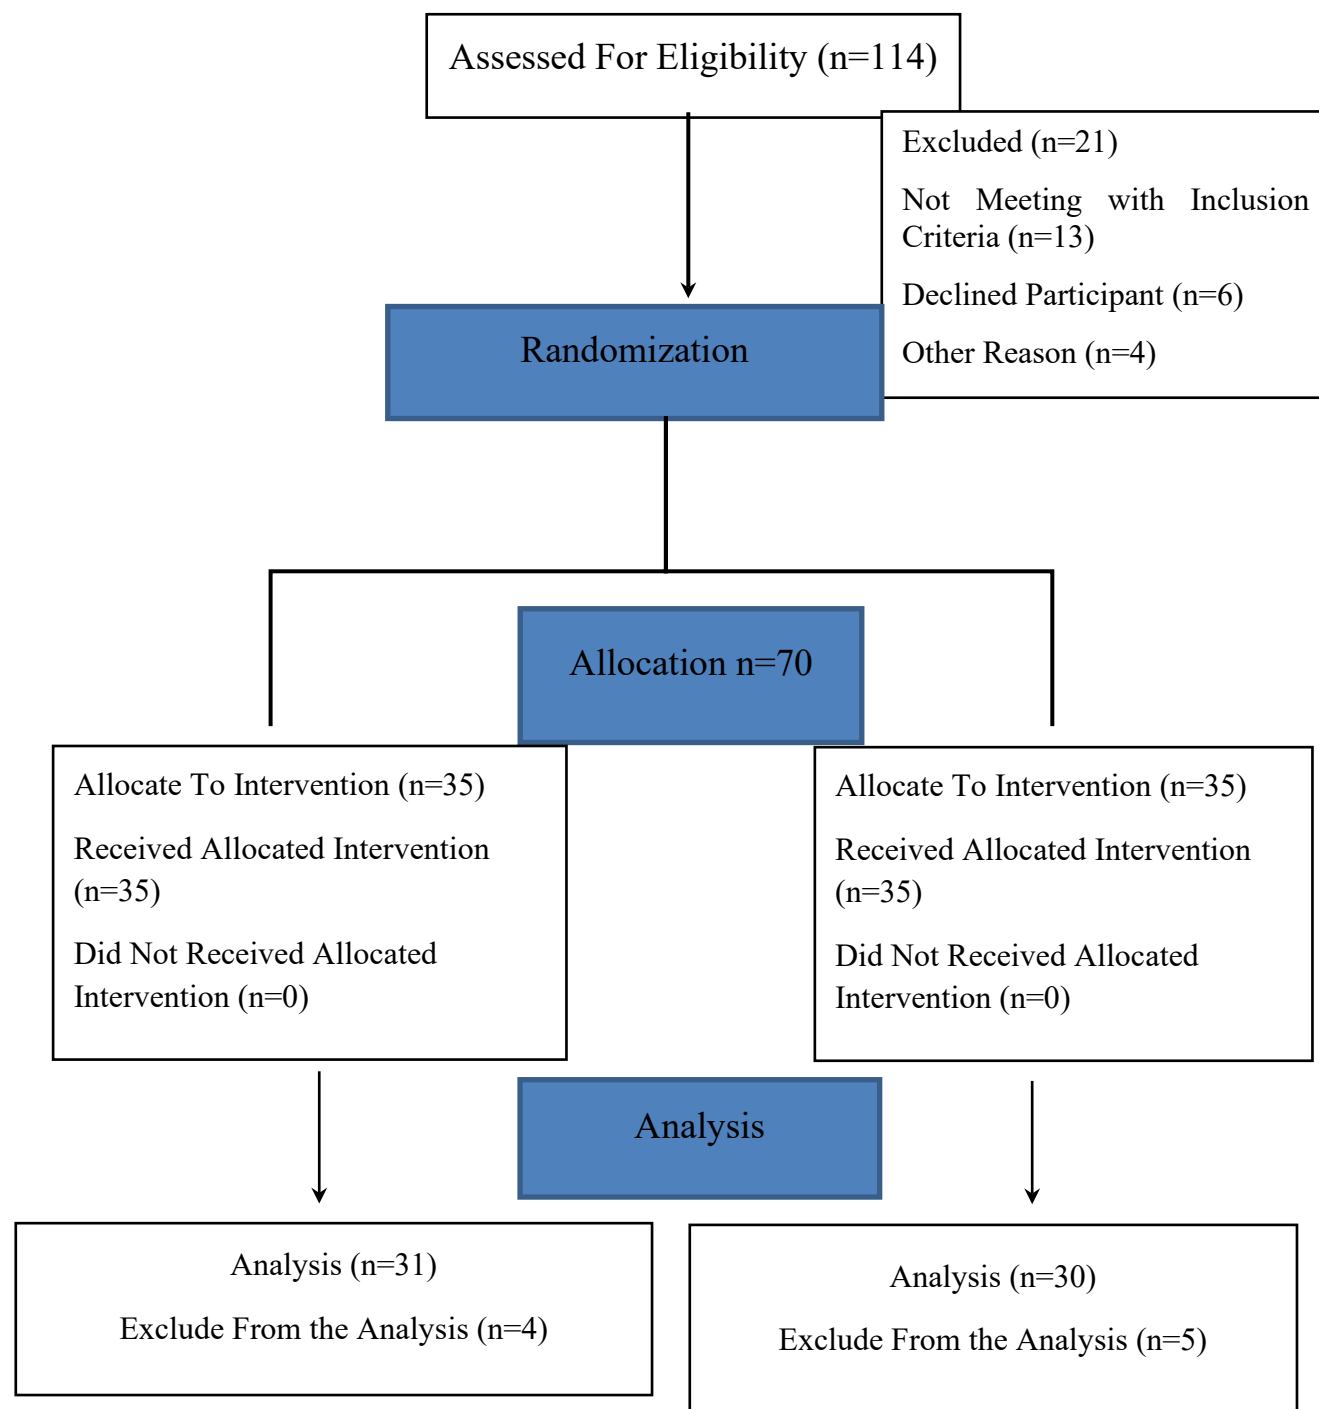 Assessed For Eligibility (n=114)
Excluded (n=21)
Not Meeting with Inclusion
Criteria (n=13)
Declined Participant (n=6)
Other Reason (n=4)
Randomization
Allocation n=70
Allocate To Intervention (n=35)
Received Allocated Intervention
(n=35)
Did Not Received Allocated
Intervention (n=0)
Allocate To Intervention (n=35)
Received Allocated Intervention
(n=35)
Did Not Received Allocated
Intervention (n=0)
Analysis
Analysis (n=31)
Exclude From the Analysis (n=4)
Analysis (n=30)
Exclude From the Analysis (n=5)